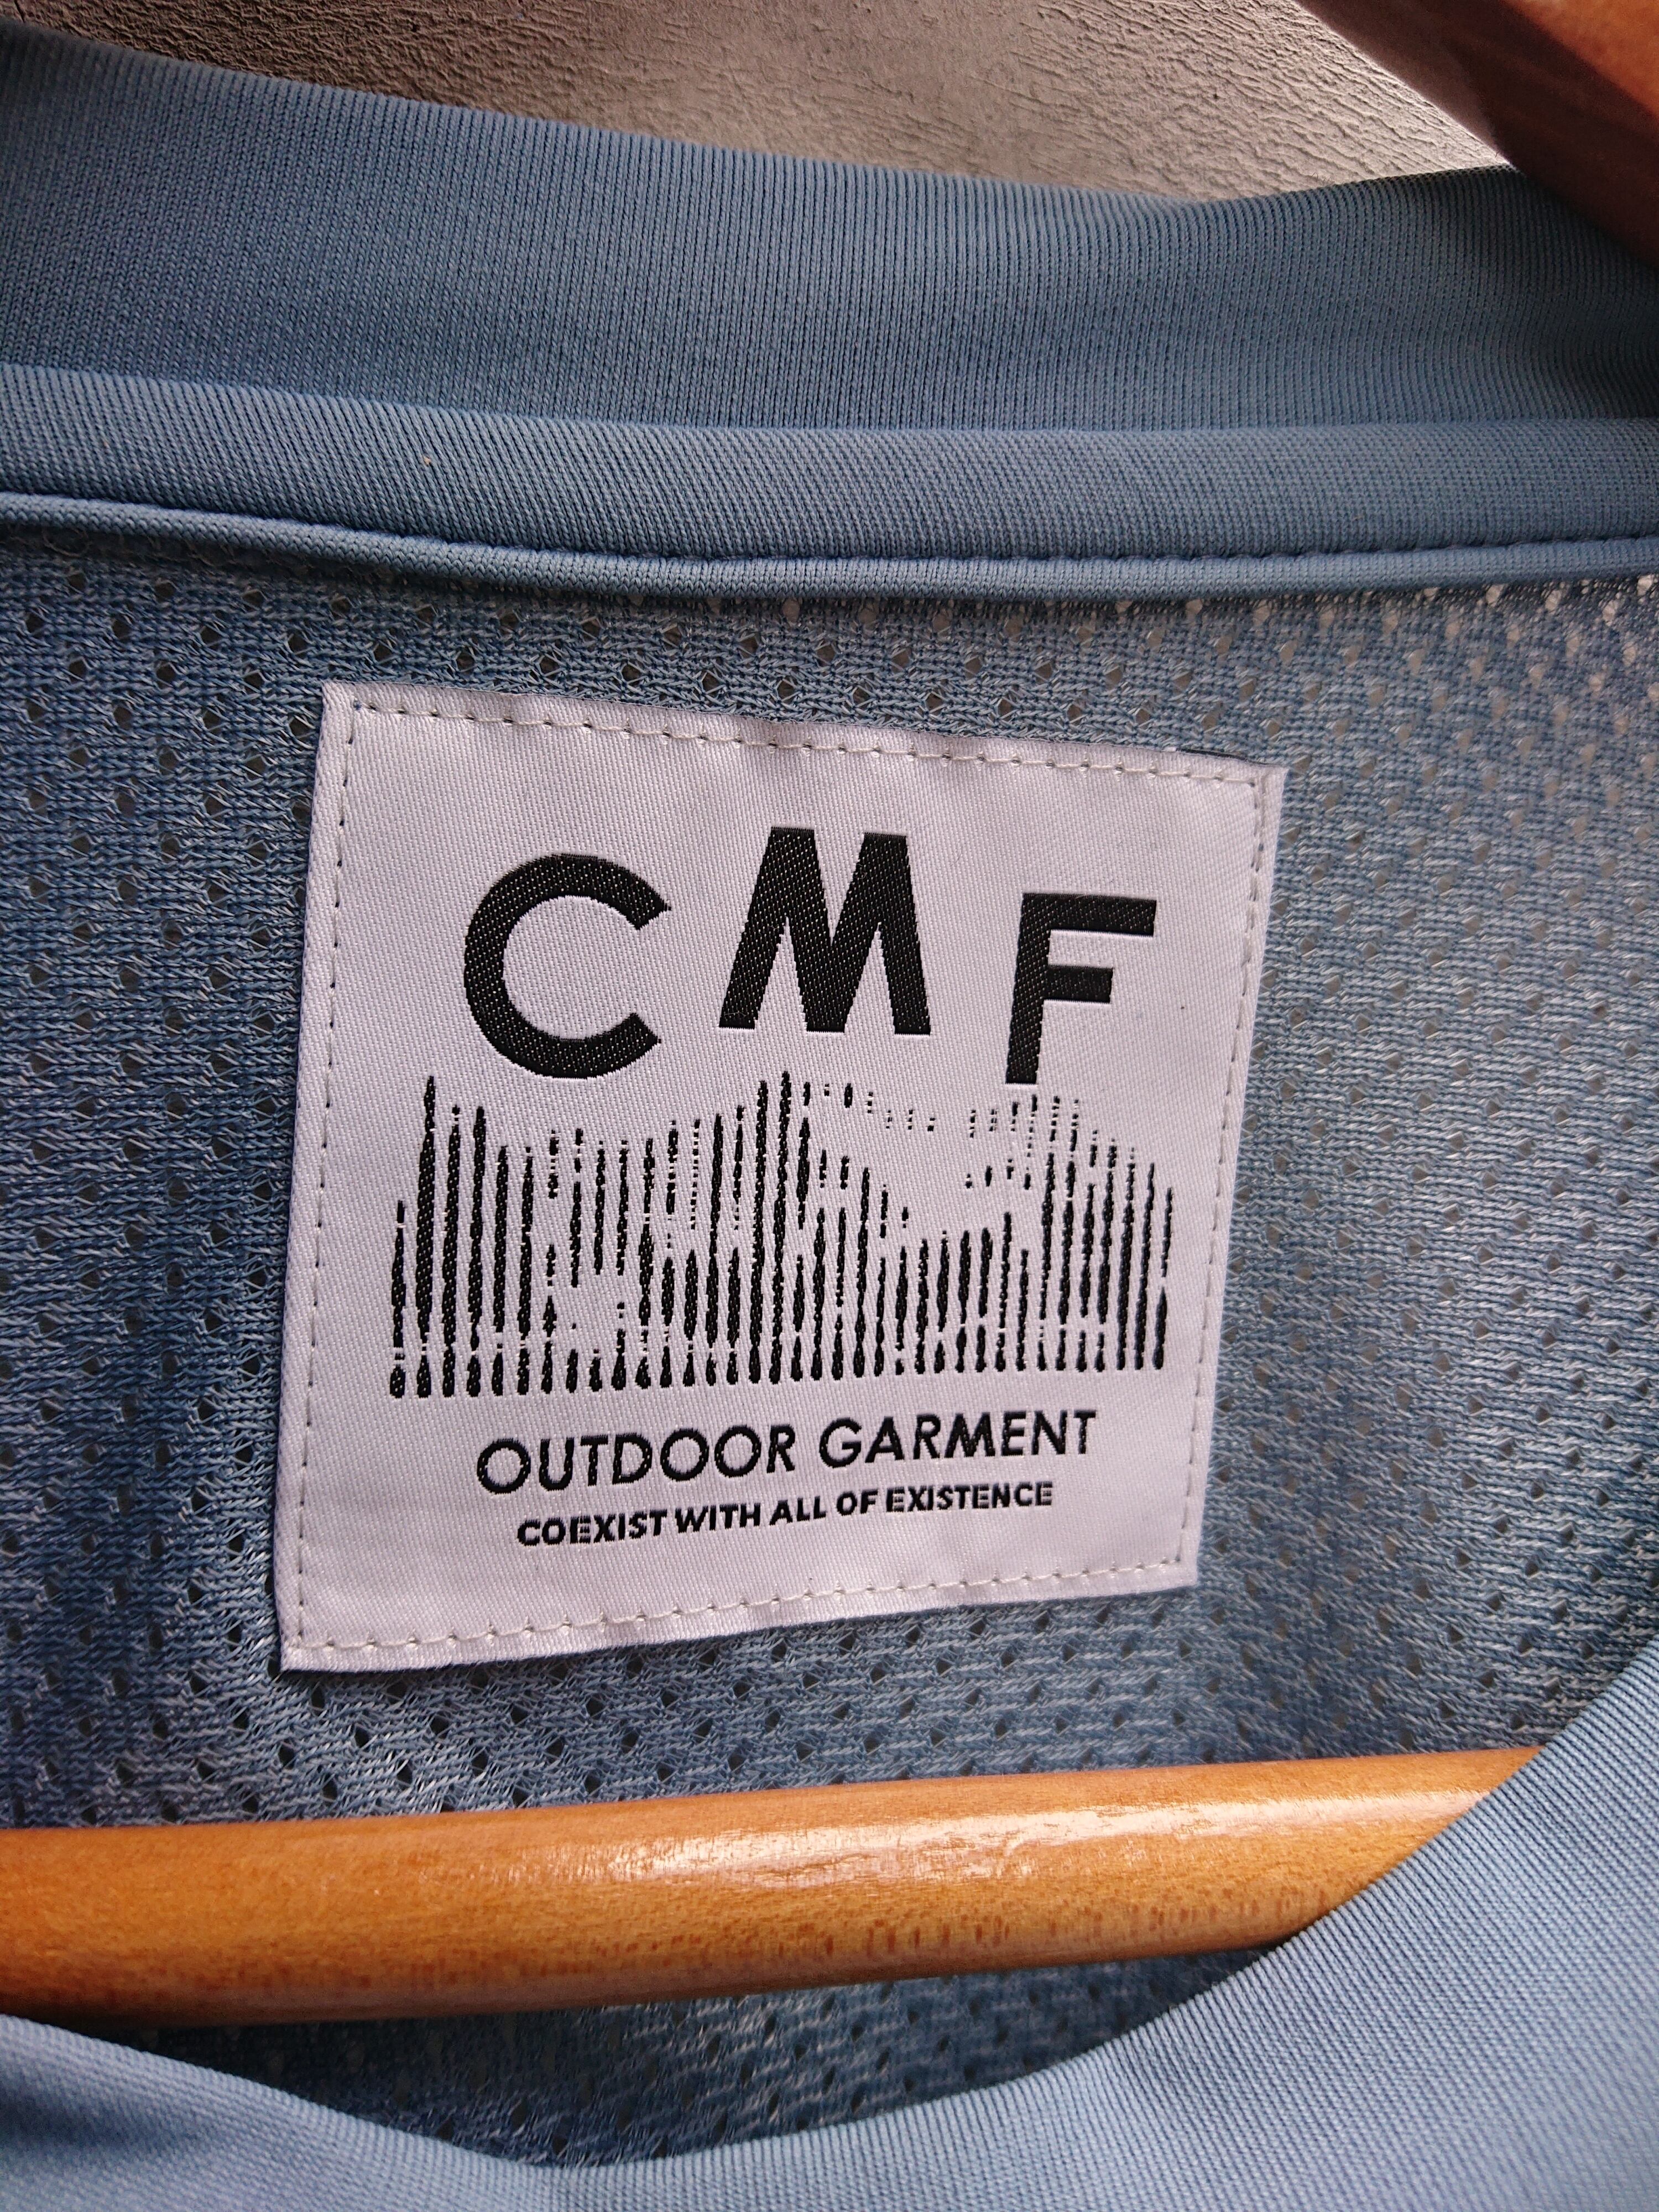 CMF
OUTDOOR GARMENT
COEXIST WITH ALL OF EXISTENCE